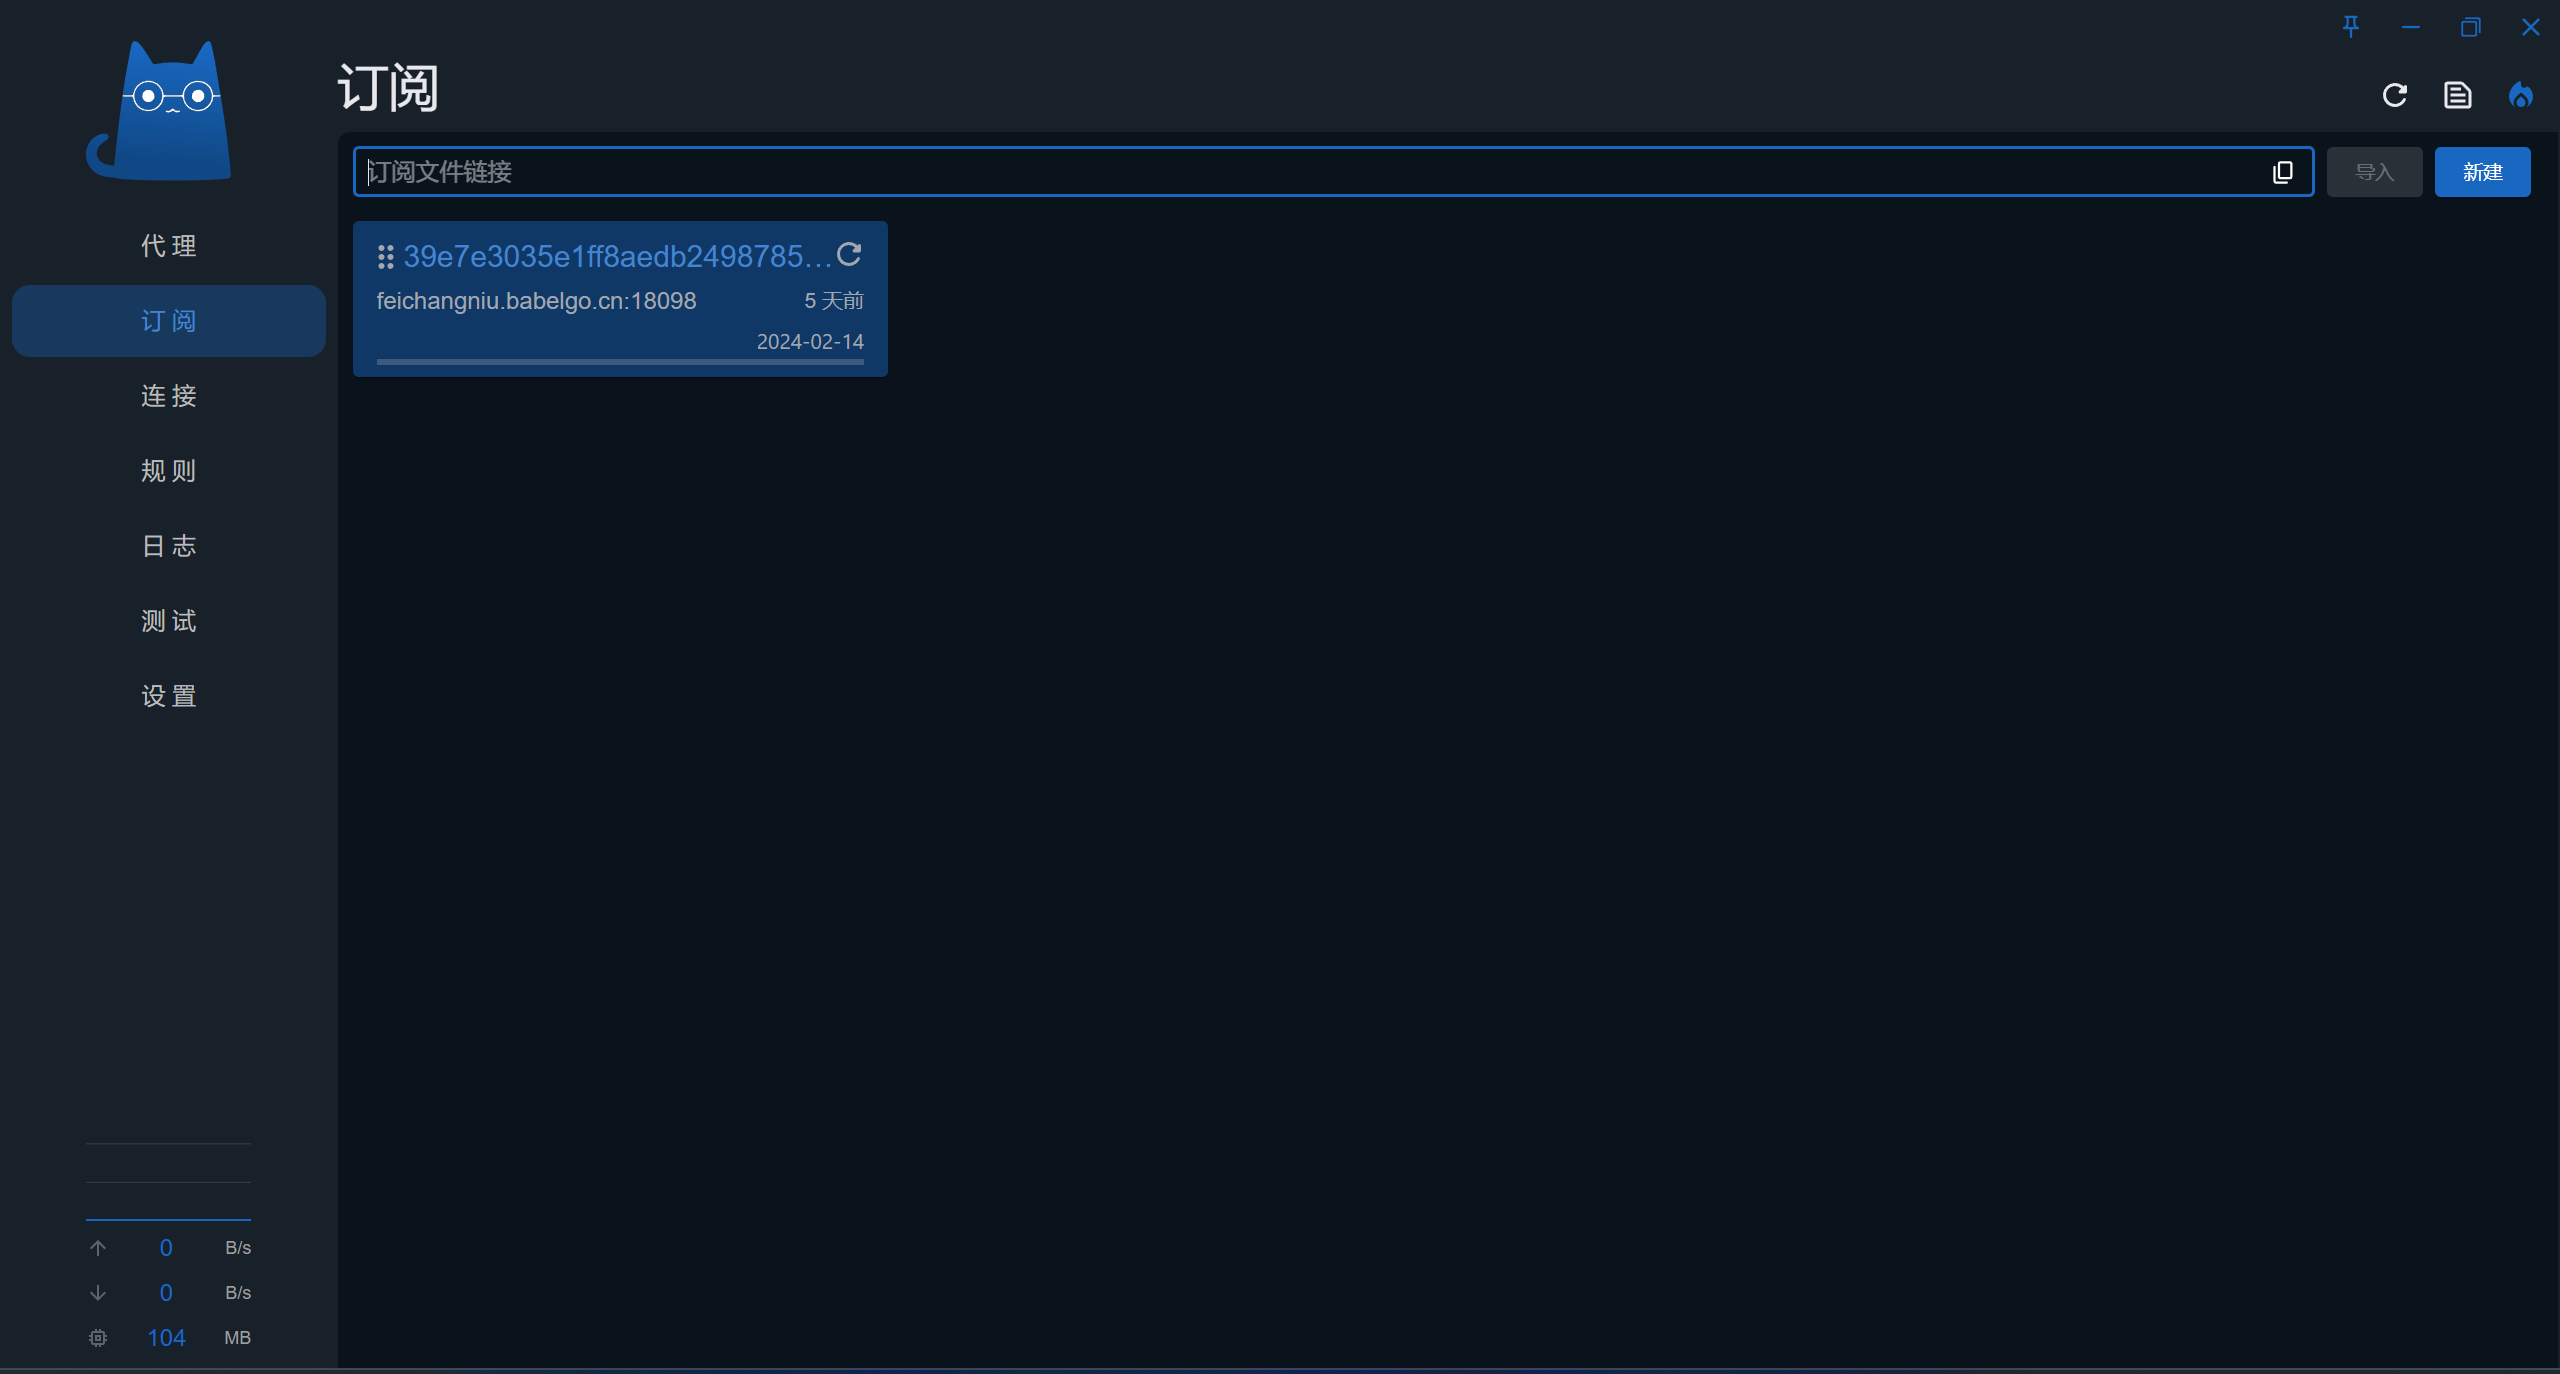 订阅
订阅文件链接
导入
新建
代 理
订 阅
连 接
规 则
日 志
测 试
设 置
39e7e3035e1ff8aedb2498785...
feichangniu.babelgo.cn:18098
5 天前
2024-02-14
0 B/s
0 B/s
104 MB